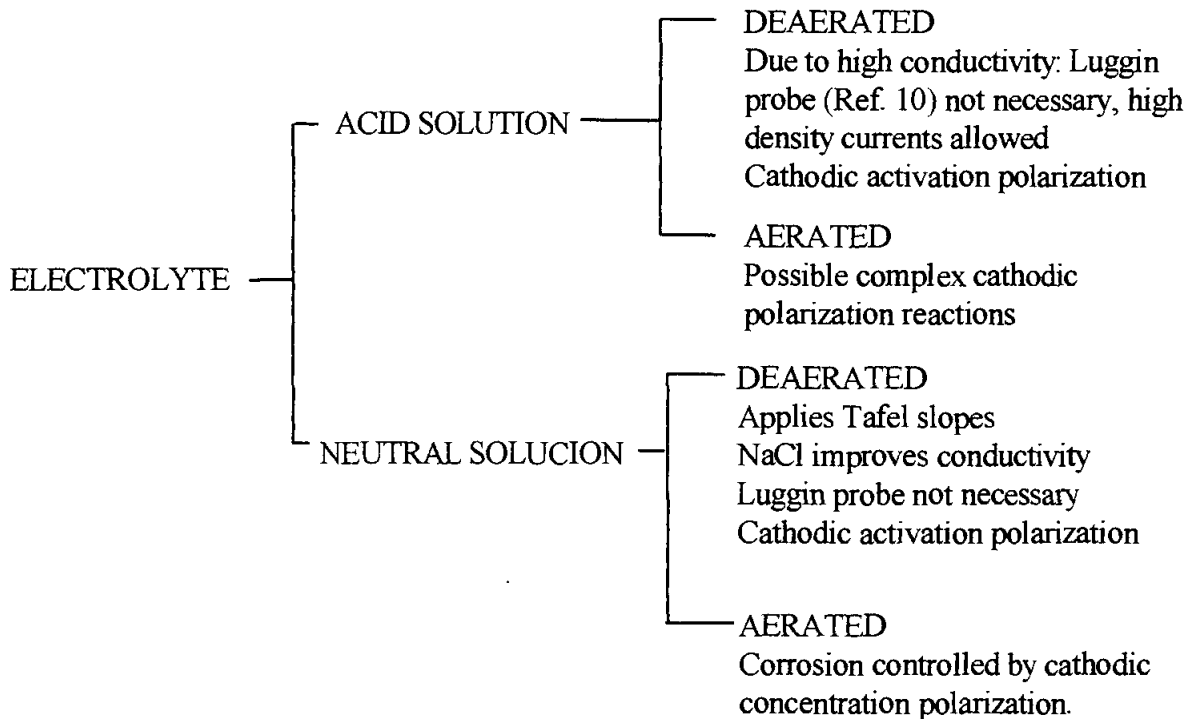 DEAERATED
Due to high conductivity: Luggin
probe (Ref. 10) not necessary, high
density currents allowed
Cathodic activation polarization
ACID SOLUTION
AERATED
Possible complex cathodic
polarization reactions
ELECTROLYTE
DEAERATED
Applies Tafel slopes
NaCl improves conductivity
Luggin probe not necessary
Cathodic activation polarization
NEUTRAL SOLUCION
AERATED
Corrosion controlled by cathodic
concentration polarization.